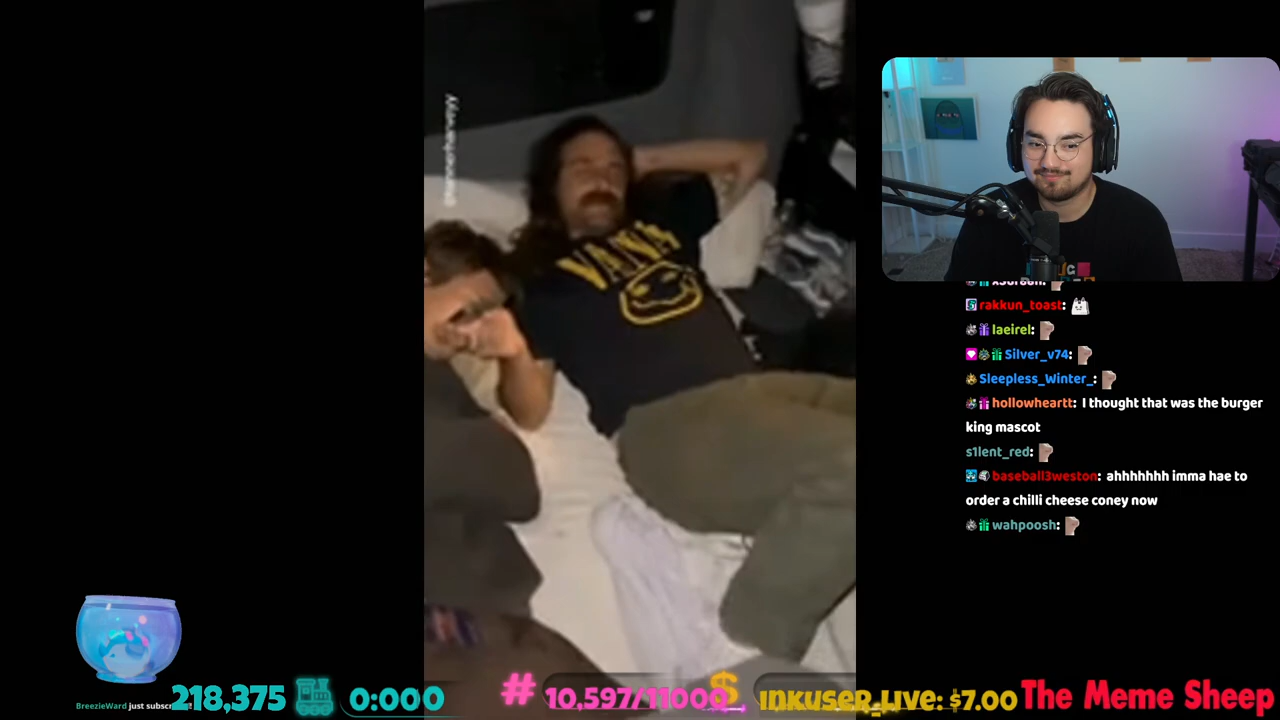 VANA
rakkun_toast:
laeirel:
Silver_v74:
Sleepless_Winter_:
hollowheartt: I thought that was the burger
king mascot
s1lent_red:
baseball3weston: ahhhhhhh imma hae to
order a chilli cheese coney now
wahpoosh:
BreezieWard just subscr
218,375
0:000
# 10,597/11000
$
INKUSER_LIVE: $7.00
The Meme Sheep